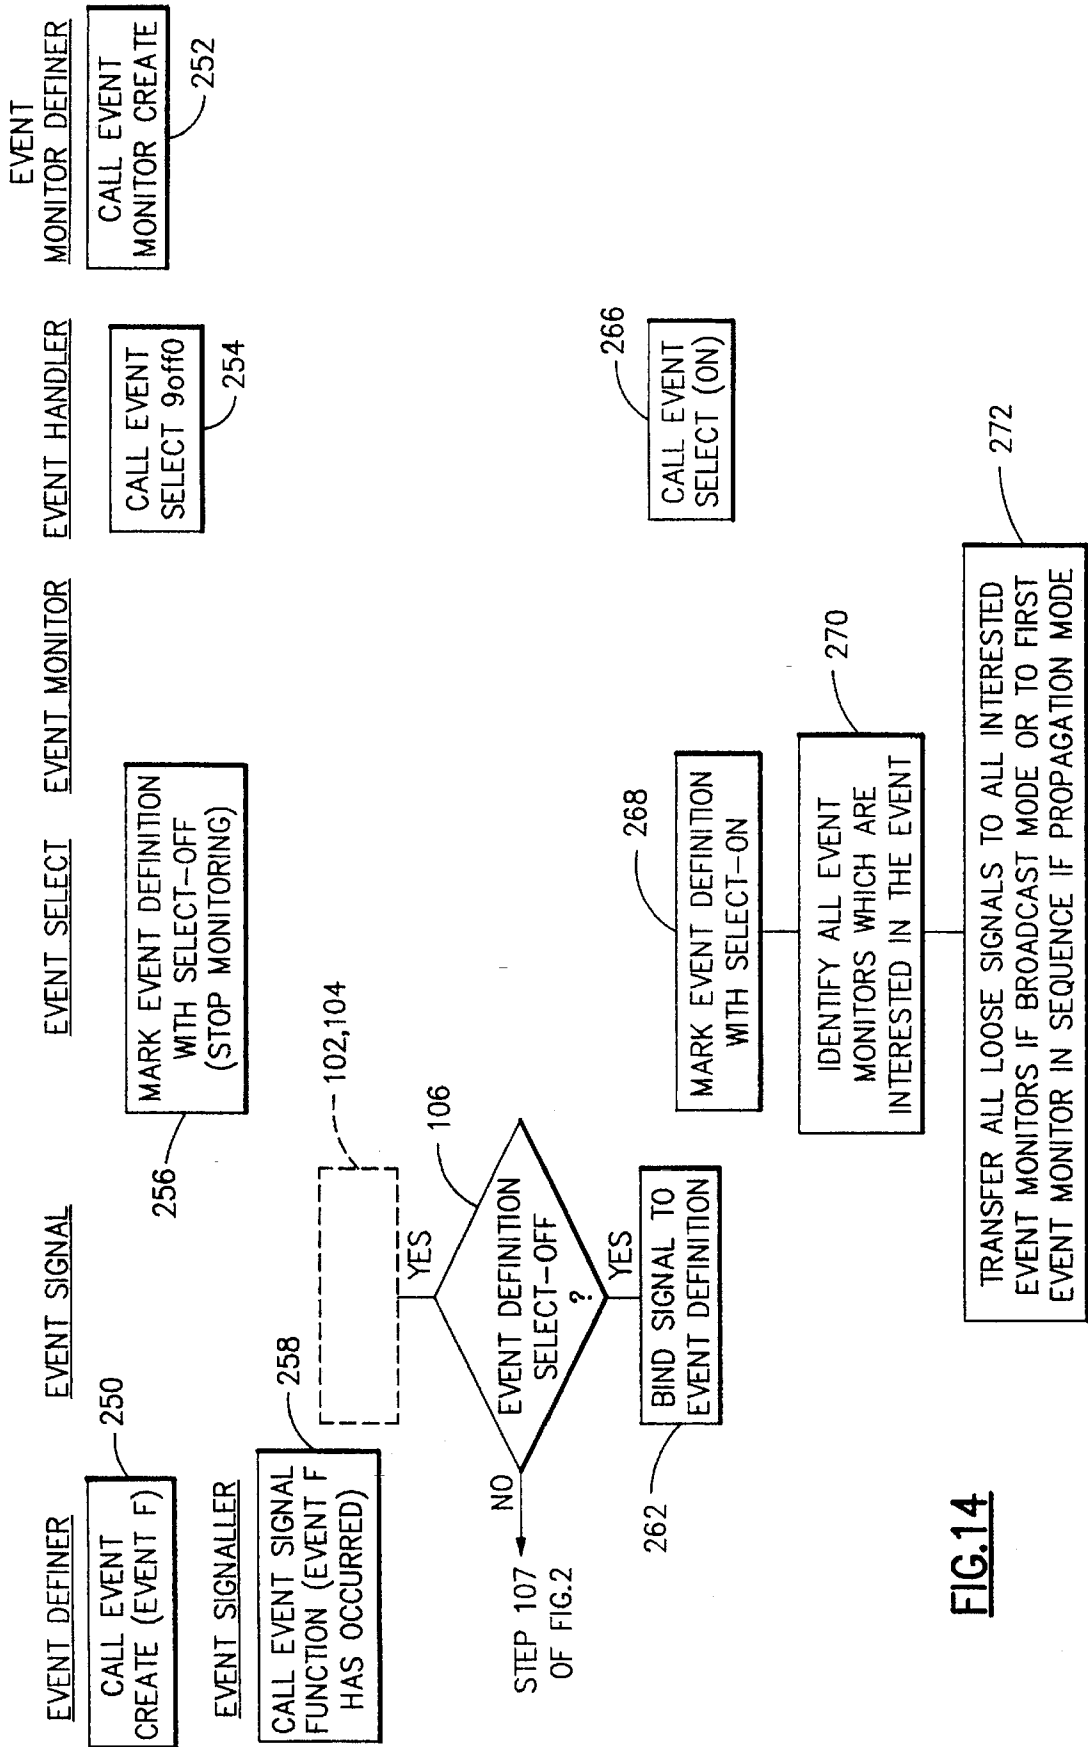 EVENT DEFINER
EVENT SIGNAL
EVENT SELECT
EVENT MONITOR
EVENT HANDLER
EVENT
MONITOR DEFINER
CALL EVENT
CREATE (EVENT F)
250
MARK EVENT DEFINITION
WITH SELECT-OFF
(STOP MONITORING)
256
CALL EVENT
SELECT 9off0
254
CALL EVENT
MONITOR CREATE
252
EVENT SIGNALLER
CALL EVENT SIGNAL
FUNCTION (EVENT F
HAS OCCURRED)
258
102,104
YES
106
EVENT DEFINITION
SELECT-OFF
?
NO
STEP 107
OF FIG.2
YES
BIND SIGNAL TO
EVENT DEFINITION
262
CALL EVENT
SELECT (ON)
266
MARK EVENT DEFINITION
WITH SELECT-ON
268
IDENTIFY ALL EVENT
MONITORS WHICH ARE
INTERESTED IN THE EVENT
270
TRANSFER ALL LOOSE SIGNALS TO ALL INTERESTED
EVENT MONITORS IF BROADCAST MODE OR TO FIRST
EVENT MONITOR IN SEQUENCE IF PROPAGATION MODE
272
FIG.14